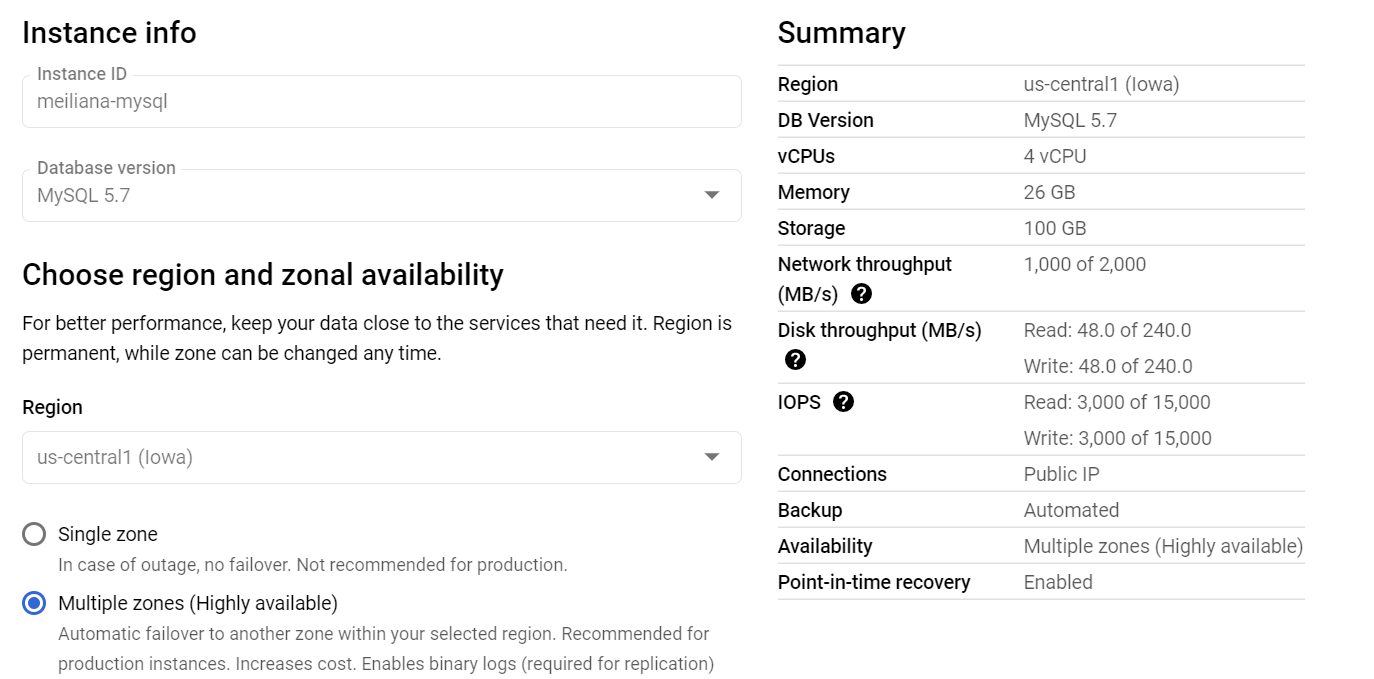 Instance info
Instance ID
meiliana-mysql
Database version
MySQL 5.7
Choose region and zonal availability
For better performance, keep your data close to the services that need it. Region is
permanent, while zone can be changed any time.
Region
us-central1 (Iowa)
Single zone
In case of outage, no failover. Not recommended for production.
Multiple zones (Highly available)
Automatic failover to another zone within your selected region. Recommended for
production instances. Increases cost. Enables binary logs (required for replication)
Summary
Region us-central1 (Iowa)
DB Version MySQL 5.7
vCPUs 4 vCPU
Memory 26 GB
Storage 100 GB
Network throughput 1,000 of 2,000
(MB/s) ?
Disk throughput (MB/s) Read: 48.0 of 240.0
? Write: 48.0 of 240.0
IOPS ? Read: 3,000 of 15,000
Write: 3,000 of 15,000
Connections Public IP
Backup Automated
Availability Multiple zones (Highly available)
Point-in-time recovery Enabled